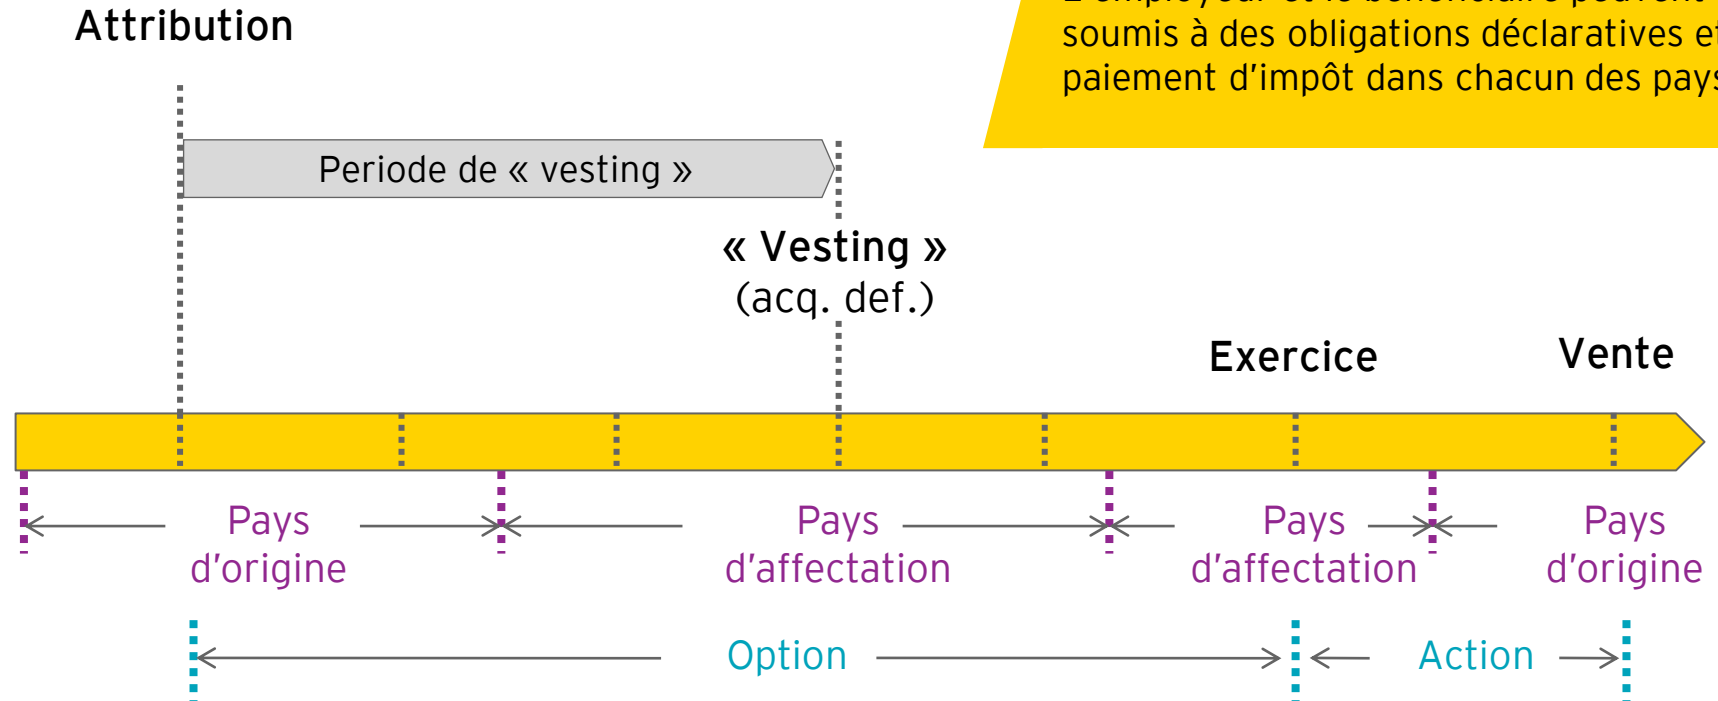 Attribution
soumis à des obligations déclaratives et
paiement d'impôt dans chacun des pays
Periode de « vesting »
« Vesting »
(acq. def.)
Exercice
Vente
Pays
d'origine
Pays
d'affectation
Pays
d'affectation
Pays
d'origine
Option
Action